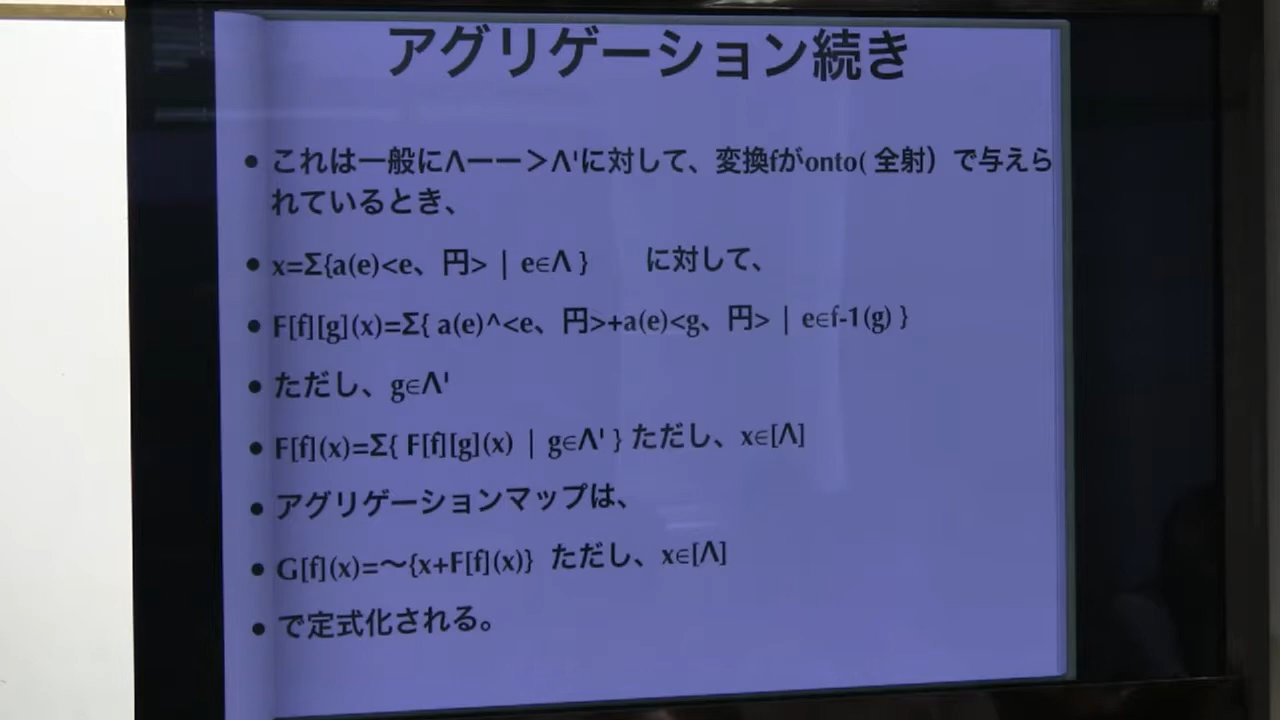 アグリゲーション続き
• これは一般にΛーー＞Λ'に対して、変換fがonto( 全射）で与えら
れているとき、
• x=Σ{a(e)<e、円> | e∈Λ }　　に対して、
• F[f][g](x)=Σ{ a(e)^<e、円>+a(e)<g、円> | e∈f-1(g) }
• ただし、g∈Λ'
• F[f](x)=Σ{ F[f][g](x) | g∈Λ' } ただし、x∈[Λ]
• アグリゲーションマップは、
• G[f](x)=〜{x+F[f](x)} ただし、x∈[Λ]
• で定式化される。